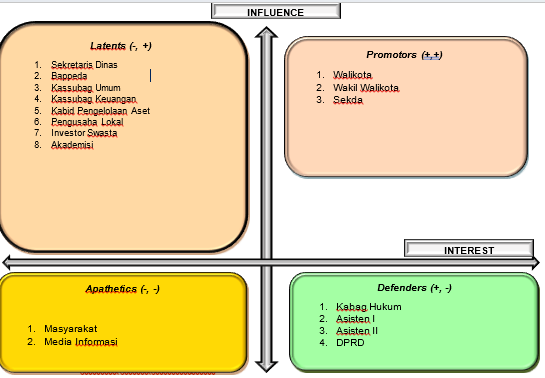 INFLUENCE
Latents (-, +)
1. Sekretaris Dinas
2. Bappeda
3. Kassubag Umum
4. Kassubag Keuangan
5. Kabid Pengelolaan Aset
6. Pengusaha Lokal
7. Investor Swasta
8. Akademisi
Promotors (+,+)
1. Walikota
2. Wakil Walikota
3. Sekda
INTEREST
Apathetics (-, -)
1. Masyarakat
2. Media Informasi
Defenders (+, -)
1. Kabag Hukum
2. Asisten I
3. Asisten II
4. DPRD